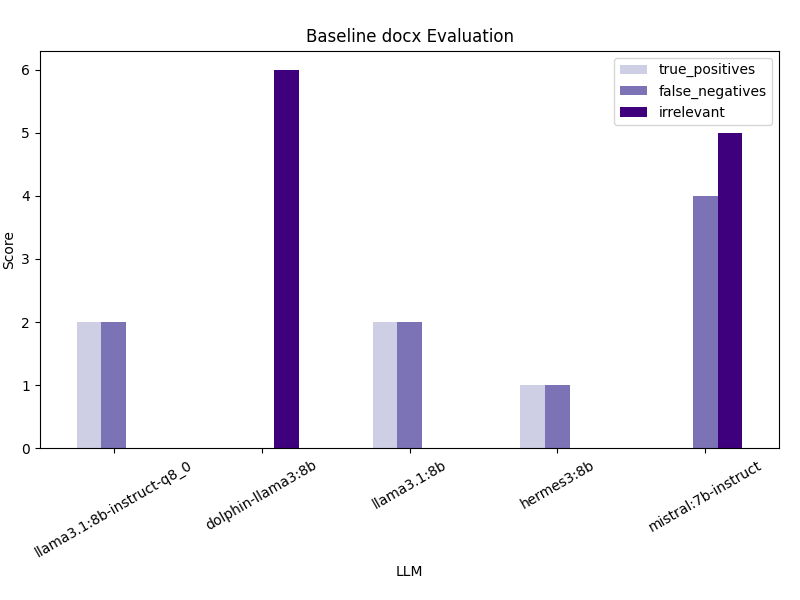 Baseline docx Evaluation
true_positives
false_negatives
irrelevant
6
5
4
3
2
1
0
Score
llama3.1:8b-instruct-q8_0
dolphin-llama3:8b
llama3.1:8b
hermes3:8b
mistral:7b-instruct
LLM